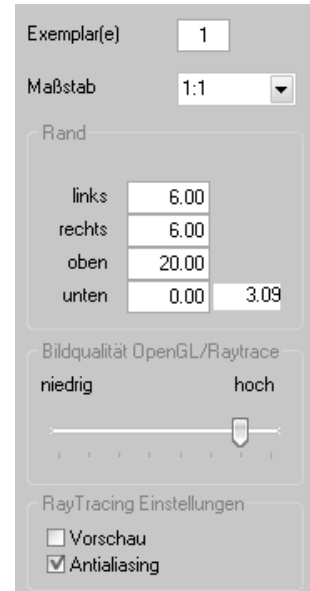 Exemplar(e) 1
Maßstab 1:1
Rand
links 6.00
rechts 6.00
oben 20.00
unten 0.00 3.09
Bildqualität OpenGL/Raytrace
niedrig hoch
RayTracing Einstellungen
Vorschau
Antialiasing